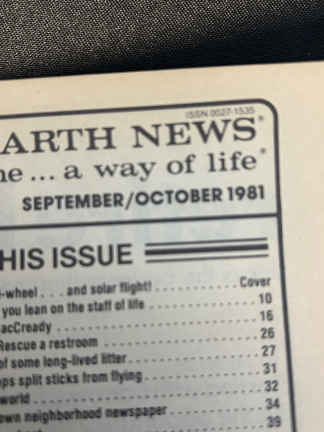 ISSN 0027-1535
ARTH NEWS®
ne ... a way of life®
SEPTEMBER/OCTOBER 1981
HIS ISSUE
-wheel . . . and solar flight! . . . . . . . . . . . Cover
you lean on the staff of life . . . . . . . . . . . . . 10
acCready . . . . . . . . . . . . . . . . . . . . . . . . 16
Rescue a restroom . . . . . . . . . . . . . . . . . . 26
of some long-lived litter . . . . . . . . . . . . . . . 27
ps split sticks from flying . . . . . . . . . . . . . . 31
world . . . . . . . . . . . . . . . . . . . . . . . . . . 32
own neighborhood newspaper . . . . . . . . . . . 34
39